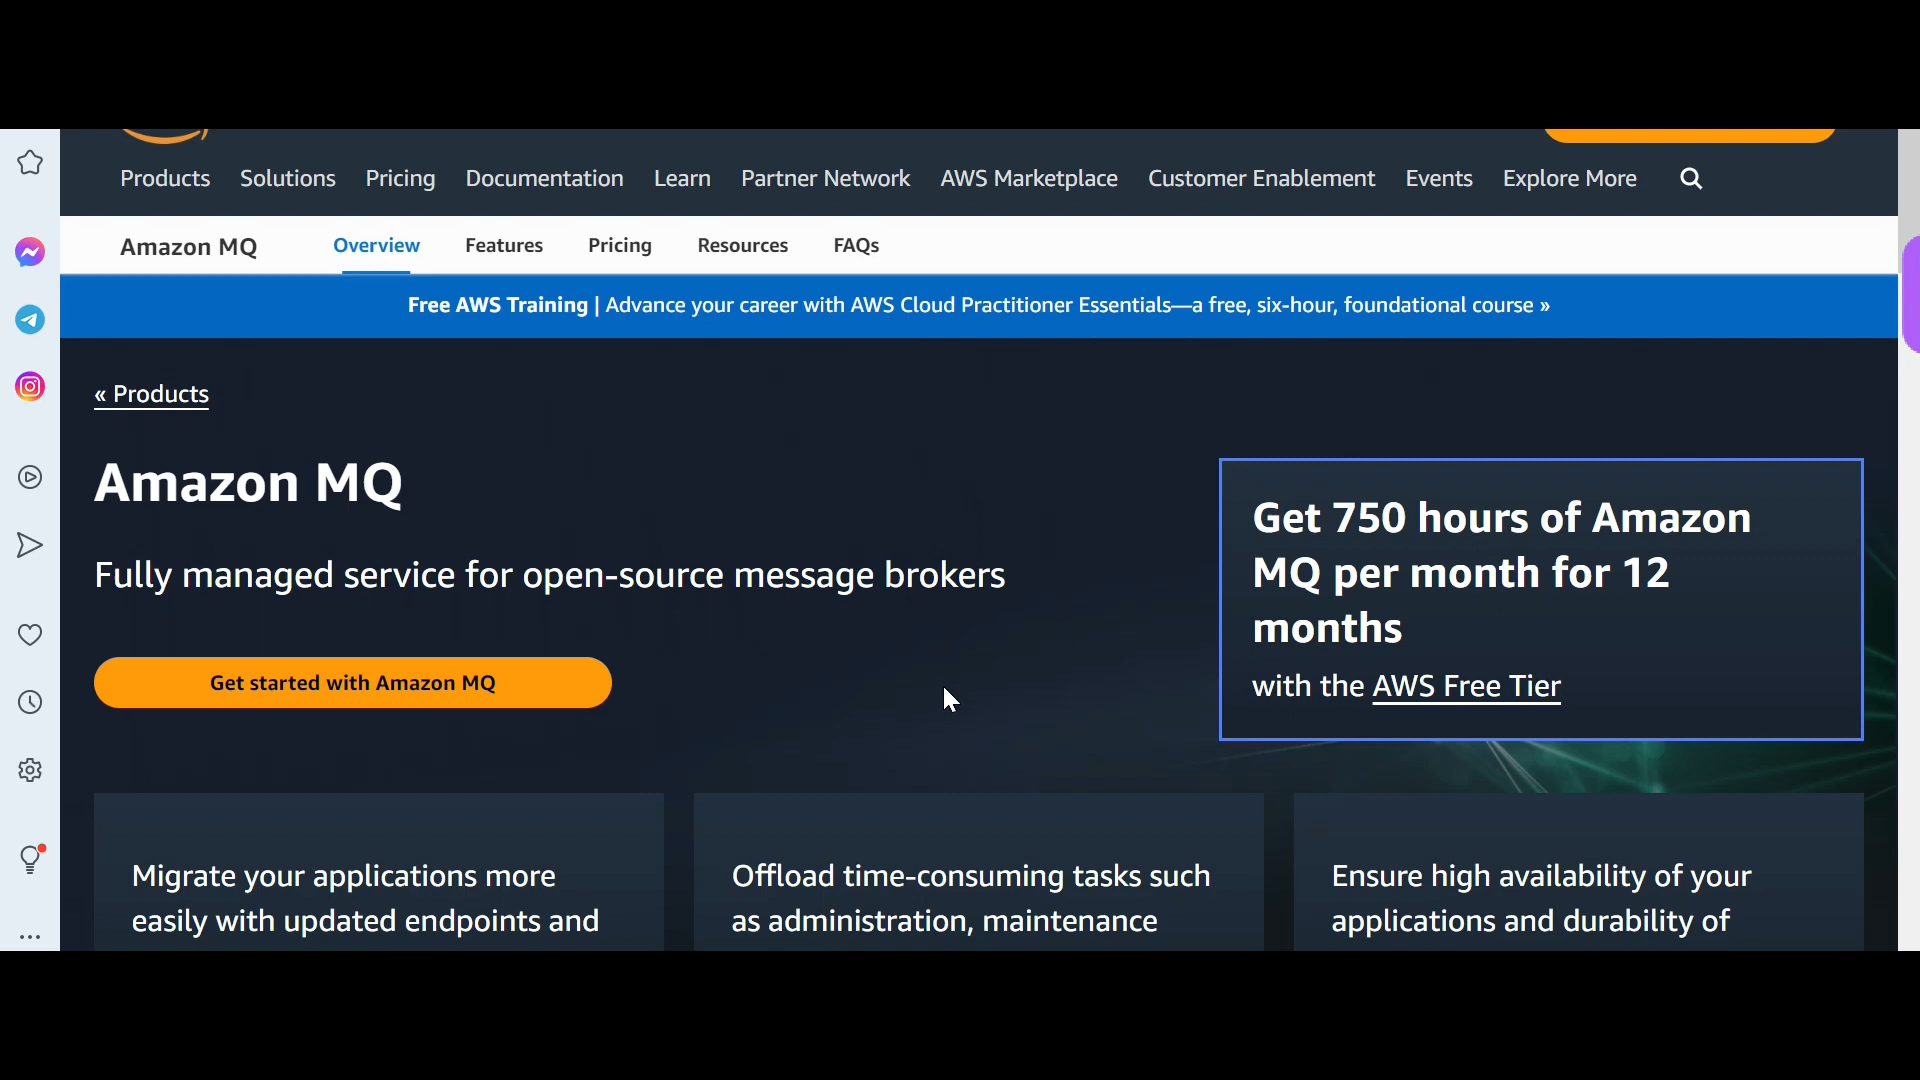 Products Solutions Pricing Documentation Learn Partner Network AWS Marketplace Customer Enablement Events Explore More
Amazon MQ Overview Features Pricing Resources FAQs
Free AWS Training | Advance your career with AWS Cloud Practitioner Essentials—a free, six-hour, foundational course »
« Products
Amazon MQ
Fully managed service for open-source message brokers
Get started with Amazon MQ
Get 750 hours of Amazon
MQ per month for 12
months
with the AWS Free Tier
Migrate your applications more
easily with updated endpoints and
Offload time-consuming tasks such
as administration, maintenance
Ensure high availability of your
applications and durability of